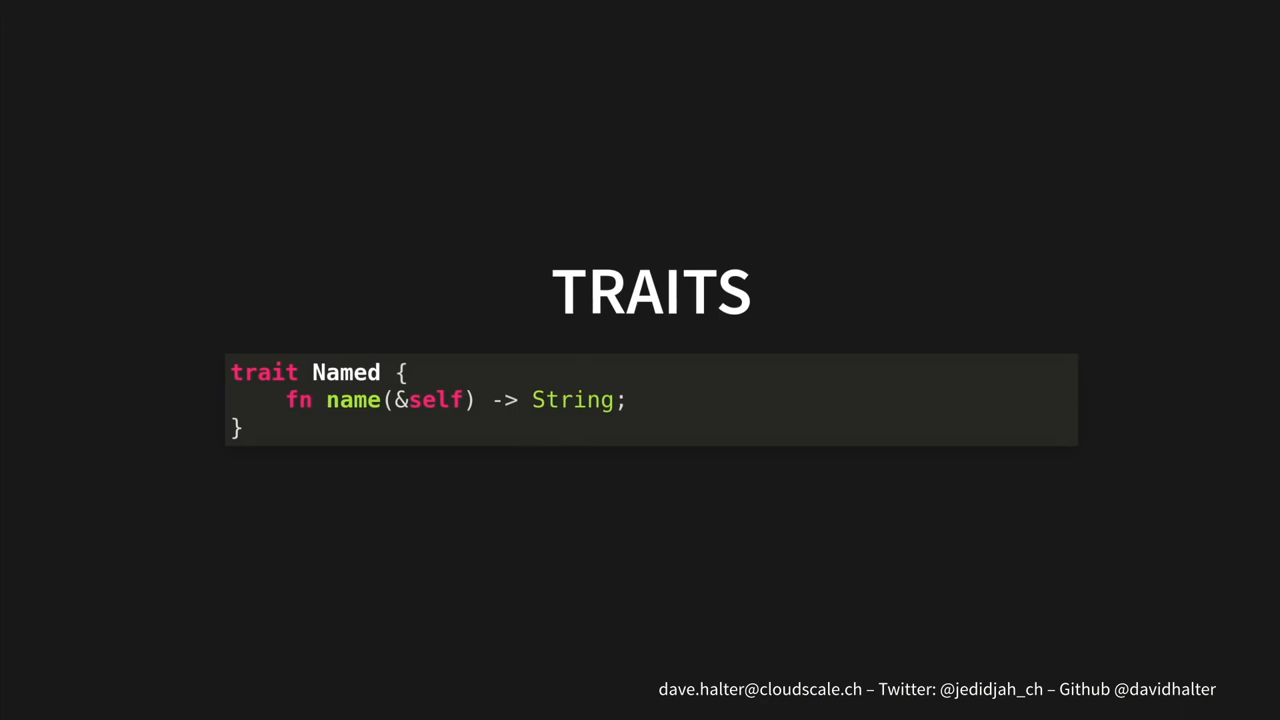 TRAITS
trait Named {
    fn name(&self) -> String;
}
dave.halter@cloudscale.ch – Twitter: @jedidjah_ch – Github @davidhalter